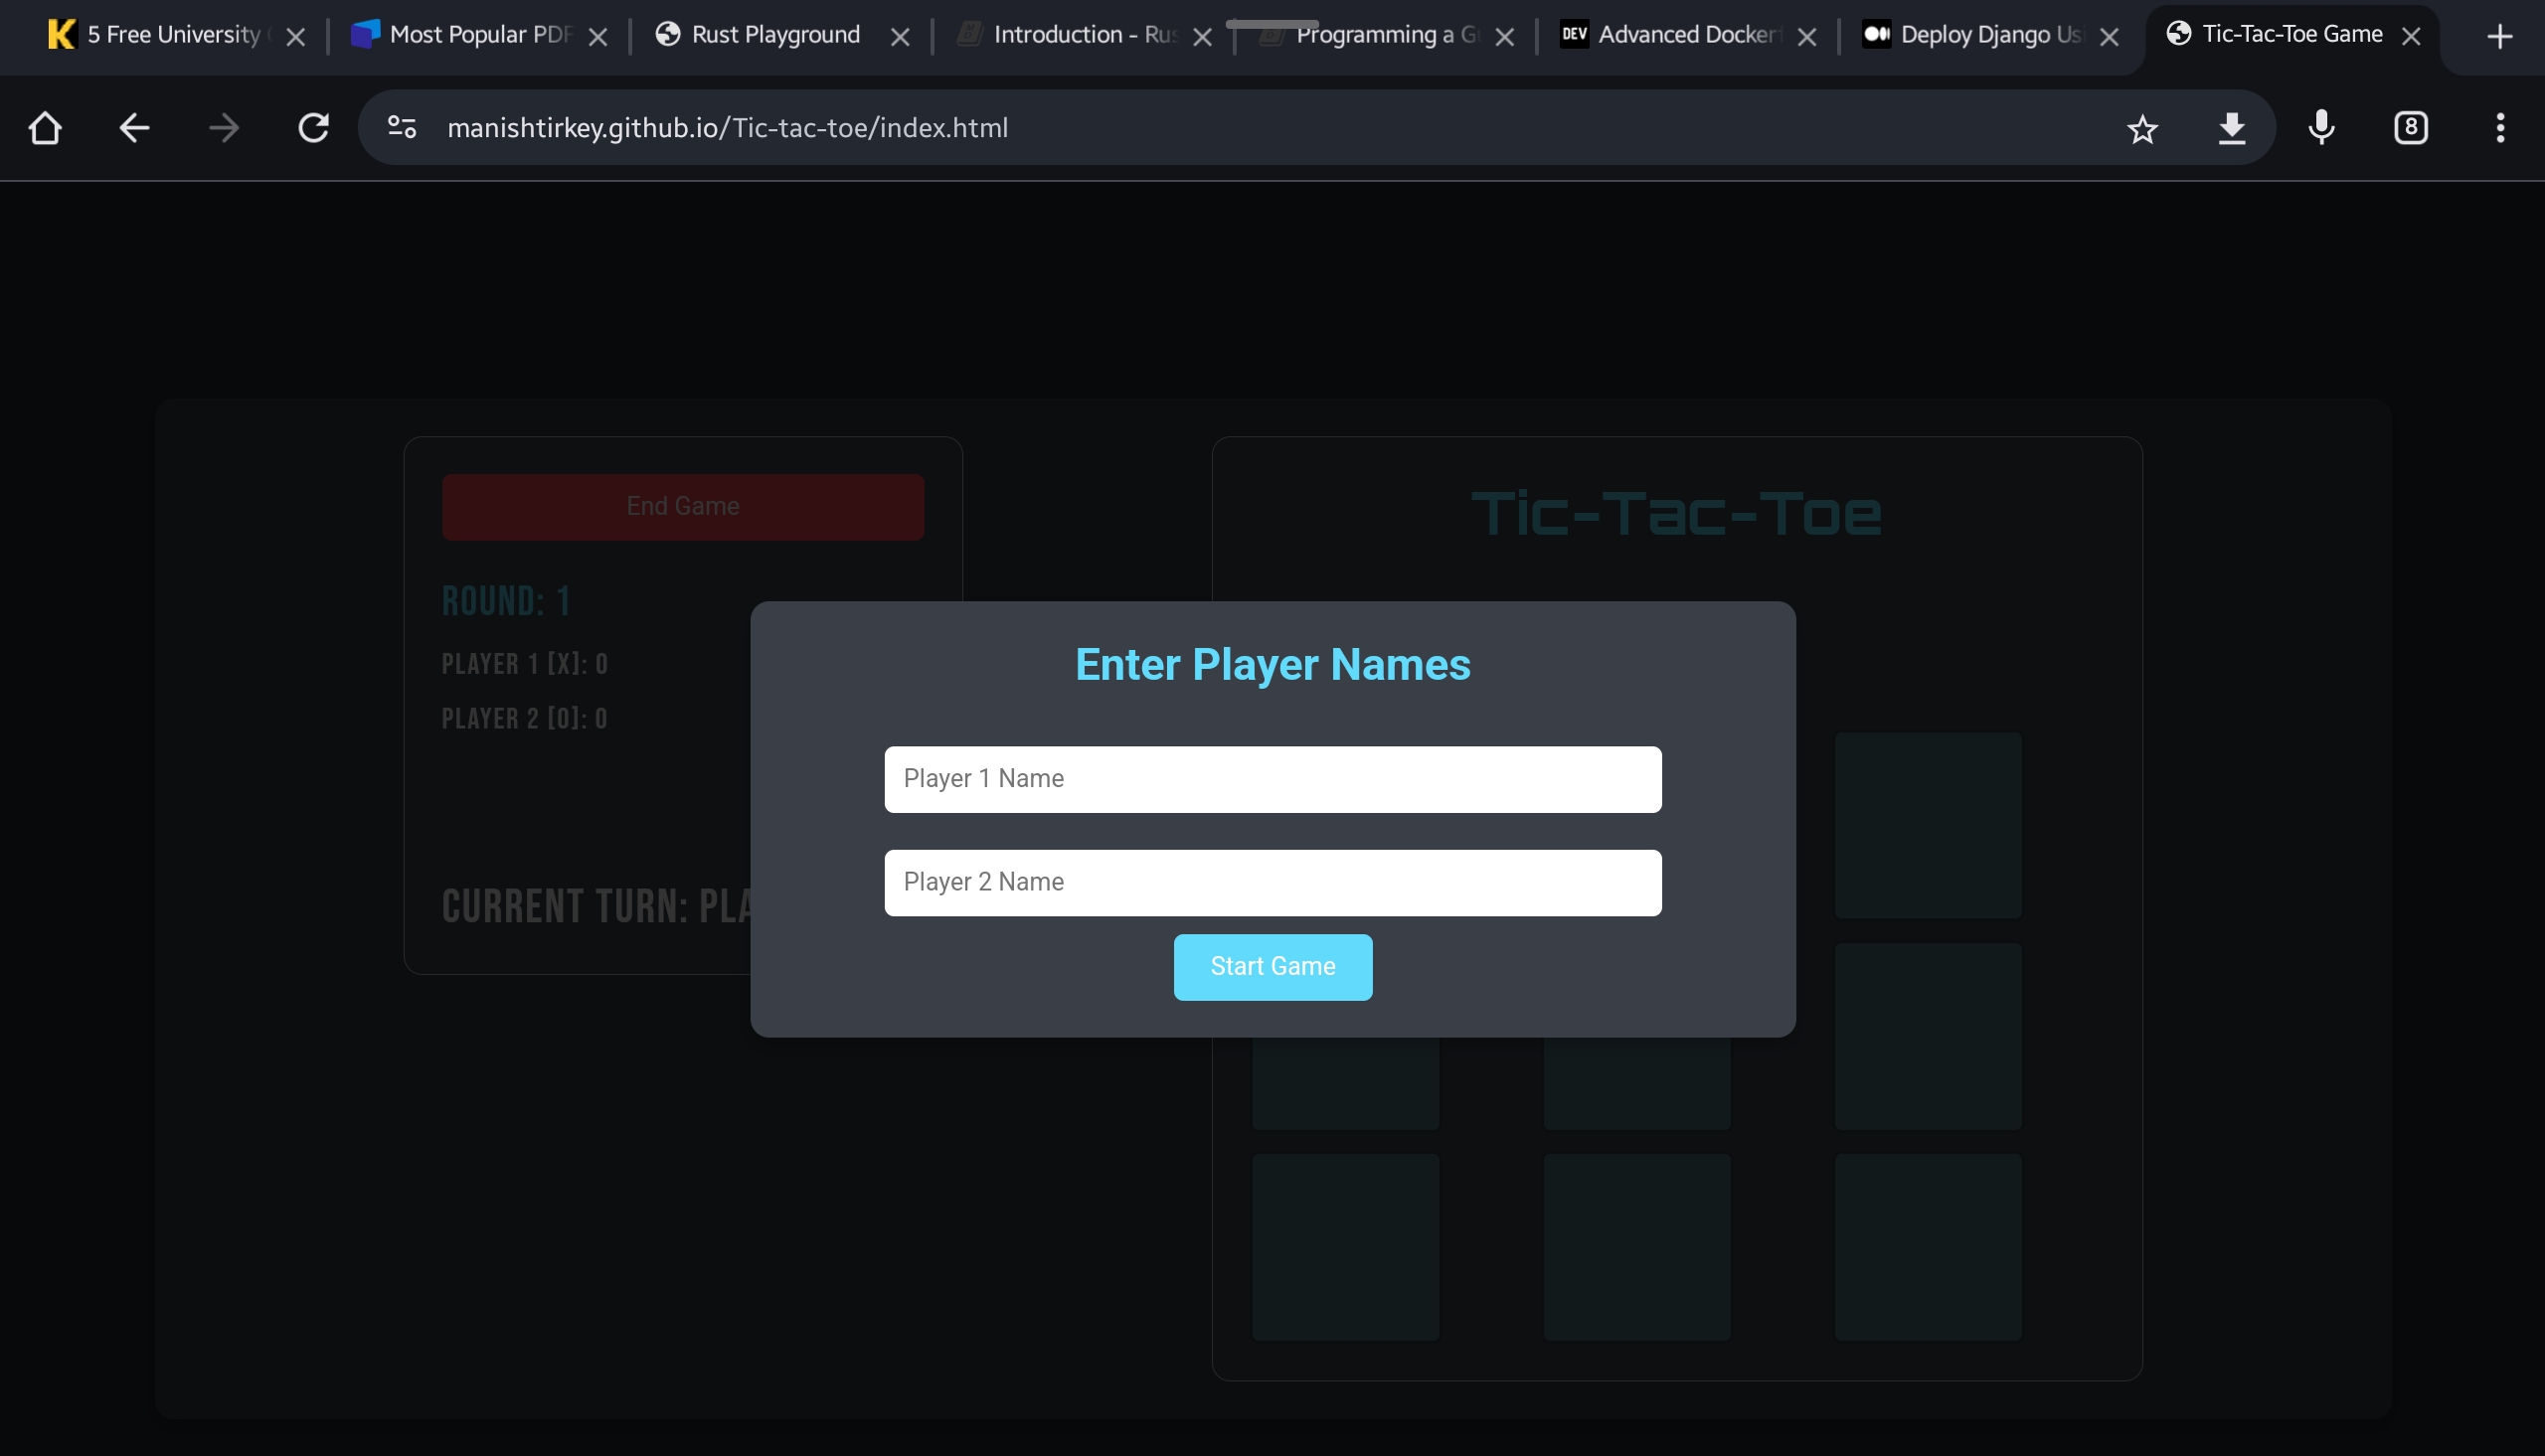 5 Free University
Most Popular PDF
Rust Playground
Introduction - Rus
Programming a G
DEV
Advanced Docker
Deploy Django Us
Tic-Tac-Toe Game
manishtirkey.github.io/Tic-tac-toe/index.html
8
End Game
ROUND: 1
PLAYER 1 [X]: 0
PLAYER 2 [O]: 0
CURRENT TURN: PLA
Tic-Tac-Toe
Enter Player Names
Player 1 Name
Player 2 Name
Start Game